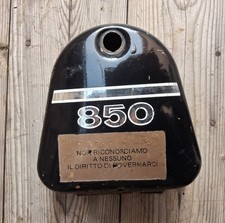 850
NON RICONOSCIAMO
A NESSUNO
IL DIRITTO DI GOVERNARCI